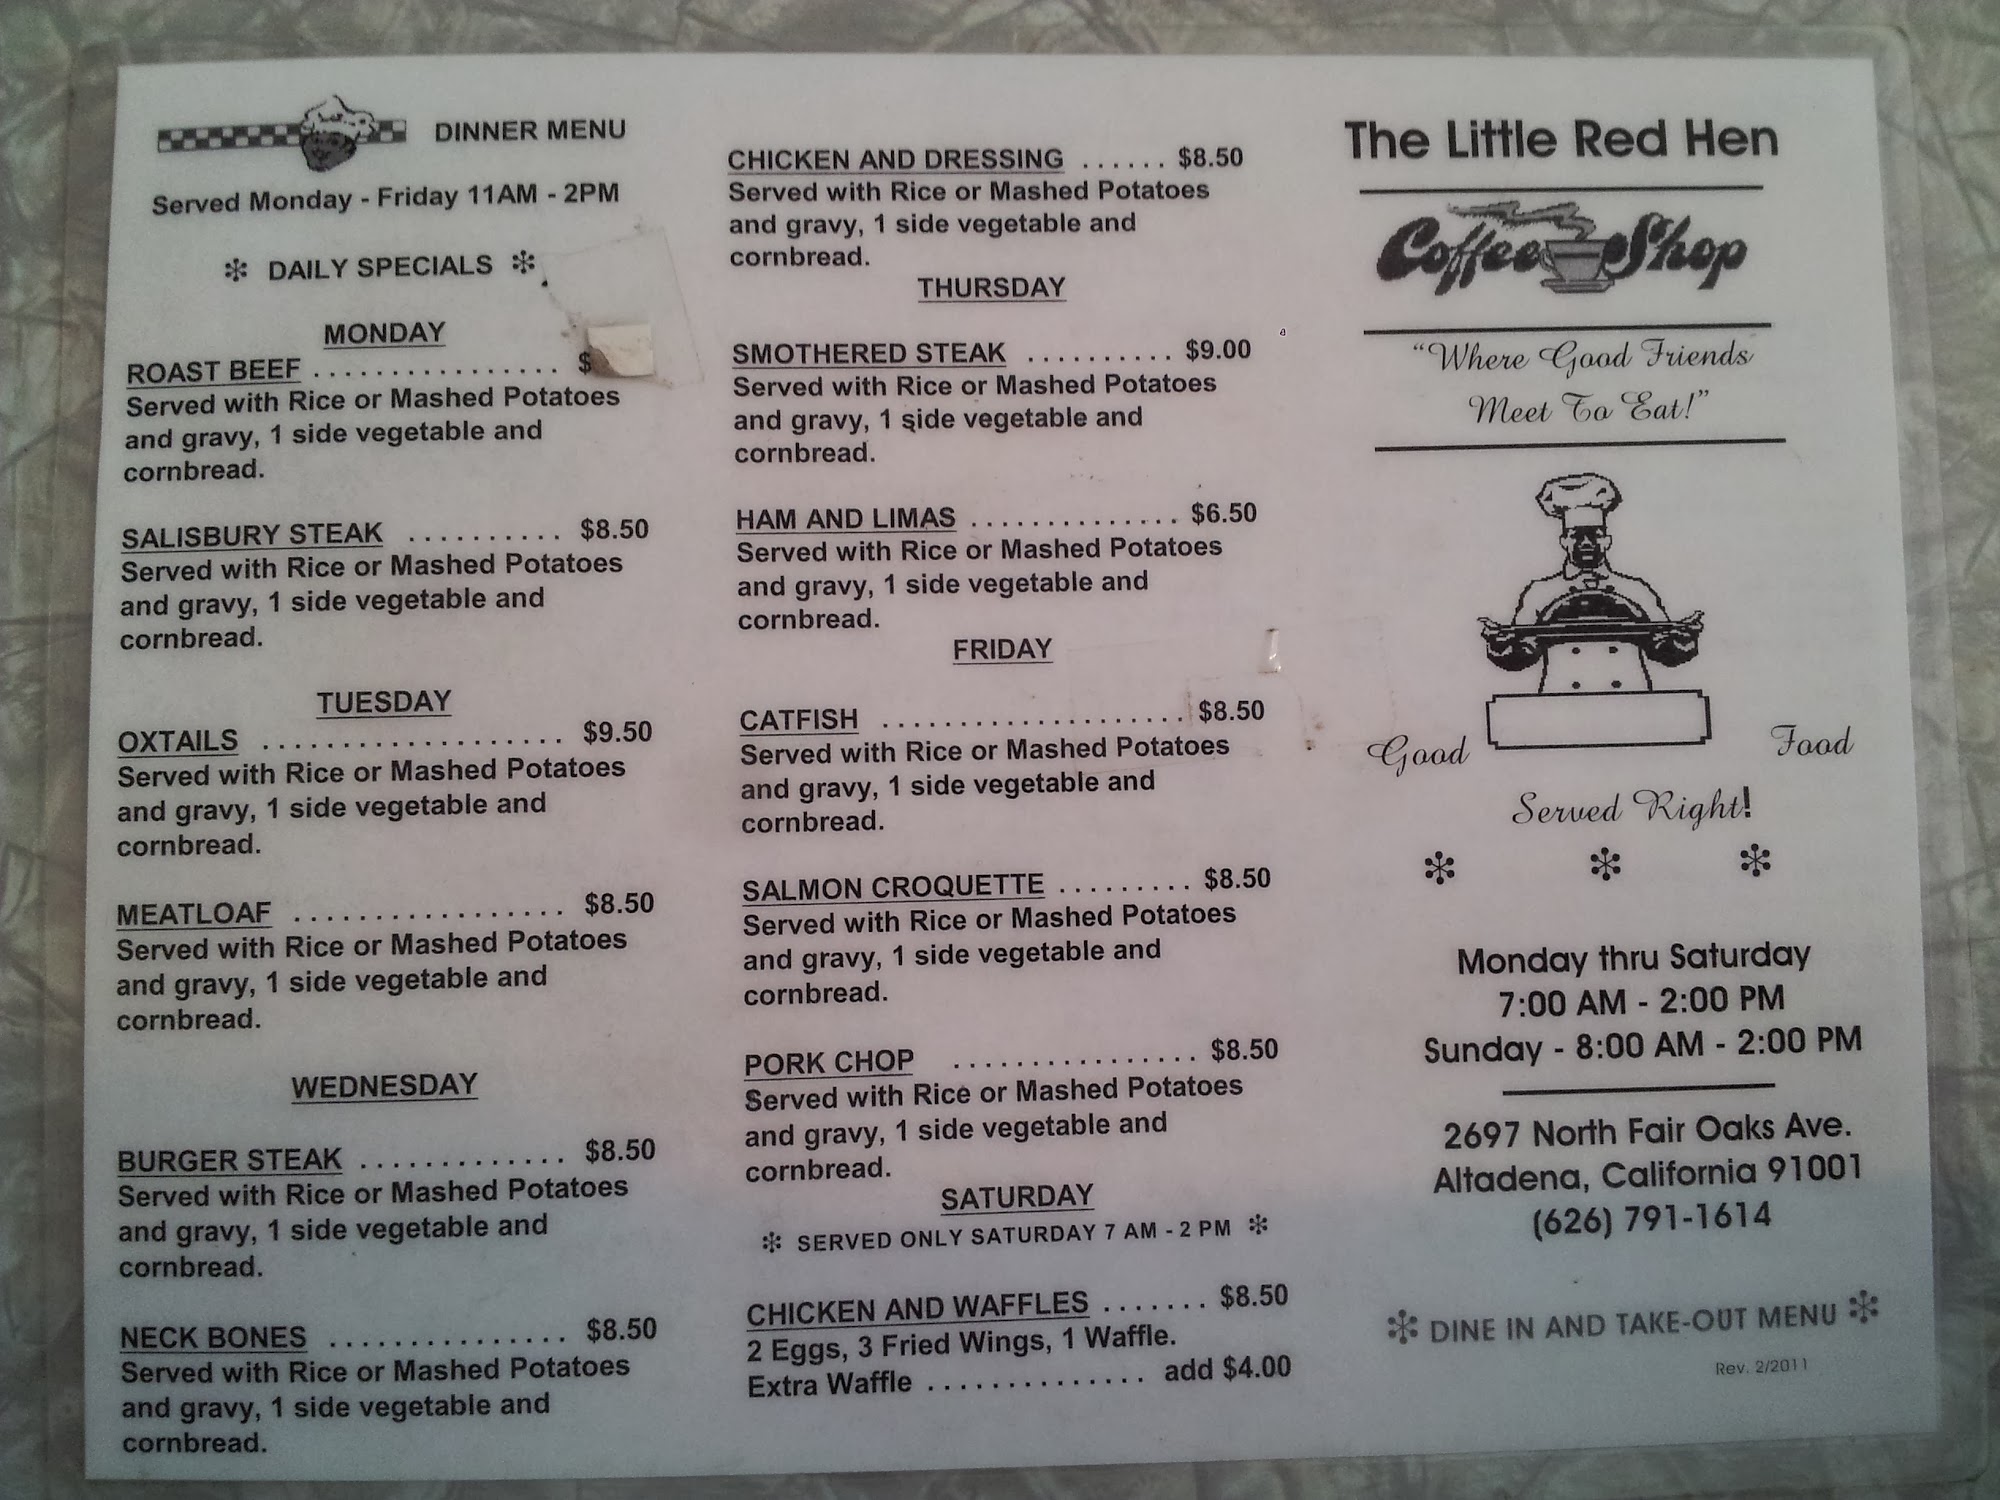 DINNER MENU
Served Monday - Friday 11AM - 2PM
✻ DAILY SPECIALS ✻
MONDAY
ROAST BEEF . . . . . . . . . . . . . . . . $
Served with Rice or Mashed Potatoes
and gravy, 1 side vegetable and
cornbread.
SALISBURY STEAK . . . . . . . . . . $8.50
Served with Rice or Mashed Potatoes
and gravy, 1 side vegetable and
cornbread.
TUESDAY
OXTAILS . . . . . . . . . . . . . . . . . . . $9.50
Served with Rice or Mashed Potatoes
and gravy, 1 side vegetable and
cornbread.
MEATLOAF . . . . . . . . . . . . . . . . . . $8.50
Served with Rice or Mashed Potatoes
and gravy, 1 side vegetable and
cornbread.
WEDNESDAY
BURGER STEAK . . . . . . . . . . . . . $8.50
Served with Rice or Mashed Potatoes
and gravy, 1 side vegetable and
cornbread.
NECK BONES . . . . . . . . . . . . . . . $8.50
Served with Rice or Mashed Potatoes
and gravy, 1 side vegetable and
cornbread.
CHICKEN AND DRESSING . . . . . . $8.50
Served with Rice or Mashed Potatoes
and gravy, 1 side vegetable and
cornbread.
THURSDAY
SMOTHERED STEAK . . . . . . . . . . $9.00
Served with Rice or Mashed Potatoes
and gravy, 1 side vegetable and
cornbread.
HAM AND LIMAS . . . . . . . . . . . . . . $6.50
Served with Rice or Mashed Potatoes
and gravy, 1 side vegetable and
cornbread.
FRIDAY
CATFISH . . . . . . . . . . . . . . . . . . . . $8.50
Served with Rice or Mashed Potatoes
and gravy, 1 side vegetable and
cornbread.
SALMON CROQUETTE . . . . . . . . . $8.50
Served with Rice or Mashed Potatoes
and gravy, 1 side vegetable and
cornbread.
PORK CHOP . . . . . . . . . . . . . . . . $8.50
Served with Rice or Mashed Potatoes
and gravy, 1 side vegetable and
cornbread.
SATURDAY
✻ SERVED ONLY SATURDAY 7 AM - 2 PM ✻
CHICKEN AND WAFFLES . . . . . . . $8.50
2 Eggs, 3 Fried Wings, 1 Waffle.
Extra Waffle . . . . . . . . . . . . . . add $4.00
The Little Red Hen
Coffee Shop
"Where Good Friends
Meet To Eat!"
Good Food
Served Right!
✻ ✻ ✻
Monday thru Saturday
7:00 AM - 2:00 PM
Sunday - 8:00 AM - 2:00 PM
2697 North Fair Oaks Ave.
Altadena, California 91001
(626) 791-1614
✻ DINE IN AND TAKE-OUT MENU ✻
Rev. 2/2011